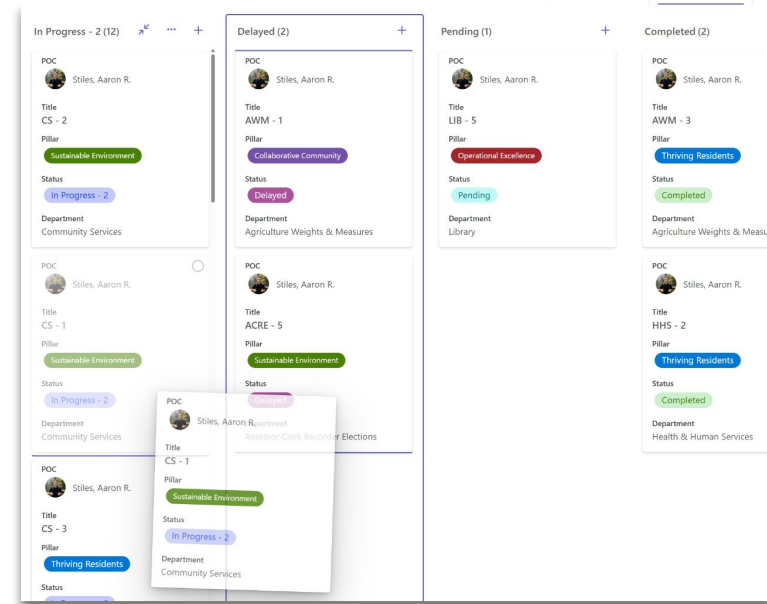 In Progress - 2 (12)
POC
Stiles, Aaron R.
Title
CS - 2
Pillar
Sustainable Environment
Status
In Progress - 2
Department
Community Services
POC
Stiles, Aaron R.
Title
CS - 1
Pillar
Sustainable Environment
Status
In Progress - 2
Department
Community Services
POC
Stiles, Aaron R.
Title
CS - 3
Pillar
Thriving Residents
Status
POC
Stiles, Aaron R.
Title
CS - 1
Pillar
Sustainable Environment
Status
In Progress - 2
Department
Community Services
Delayed (2)
POC
Stiles, Aaron R.
Title
AWM - 1
Pillar
Collaborative Community
Status
Delayed
Department
Agriculture Weights & Measures
POC
Stiles, Aaron R.
Title
ACRE - 5
Pillar
Sustainable Environment
Status
Delayed
Department
Assessor Clerk Recorder Elections
Pending (1)
POC
Stiles, Aaron R.
Title
LIB - 5
Pillar
Operational Excellence
Status
Pending
Department
Library
Completed (2)
POC
Stiles, Aaron R.
Title
AWM - 3
Pillar
Thriving Residents
Status
Completed
Department
Agriculture Weights & Measu
POC
Stiles, Aaron R.
Title
HHS - 2
Pillar
Thriving Residents
Status
Completed
Department
Health & Human Services